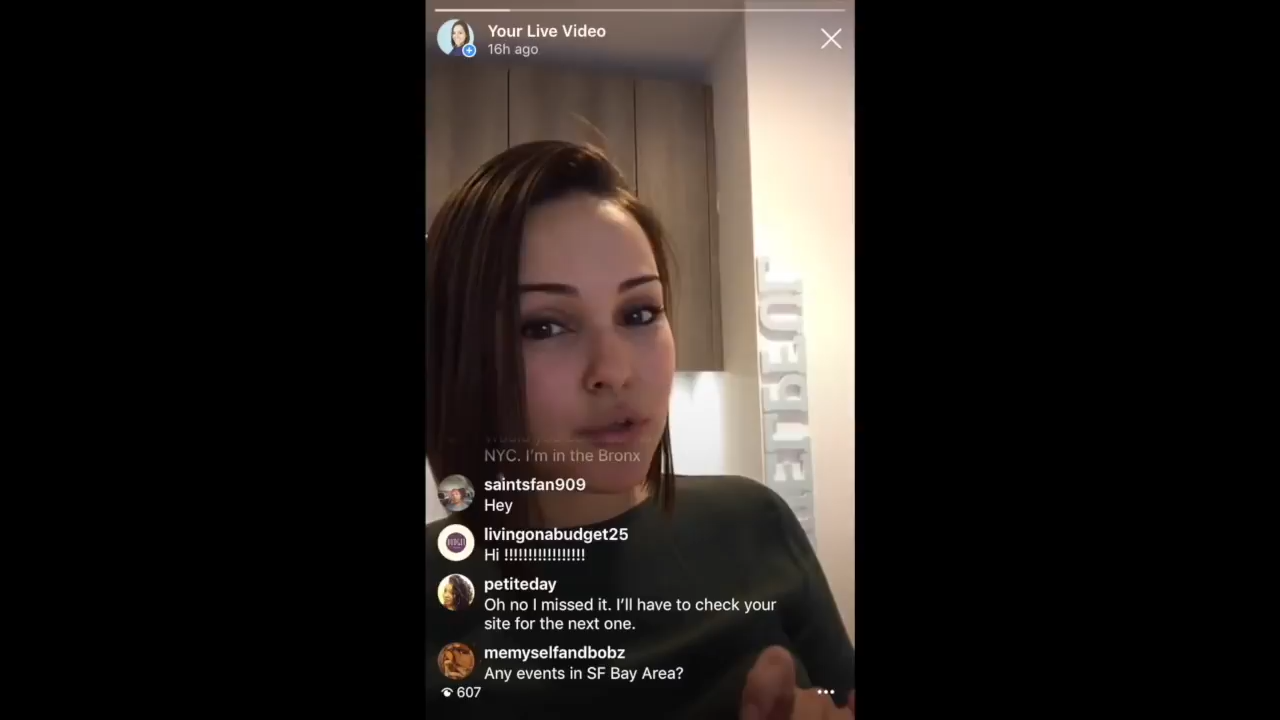 Your Live Video
16h ago
NYC. I'm in the Bronx
saintsfan909
Hey
livingonabudget25
Hi !!!!!!!!!!!!!!!!!
petiteday
Oh no I missed it. I'll have to check your
site for the next one.
memyselfandbobz
Any events in SF Bay Area?
607